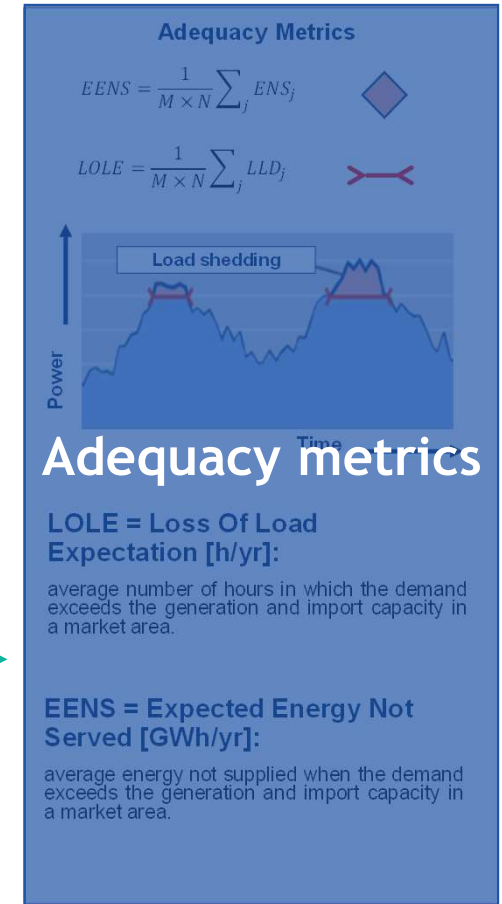 Adequacy Metrics
EENS = 1/(M × N) ∑_j ENS_j
LOLE = 1/(M × N) ∑_j LLD_j
Load shedding
Power
Time
Adequacy metrics
LOLE = Loss Of Load
Expectation [h/yr]:
average number of hours in which the demand
exceeds the generation and import capacity in
a market area.
EENS = Expected Energy Not
Served [GWh/yr]:
average energy not supplied when the demand
exceeds the generation and import capacity in
a market area.